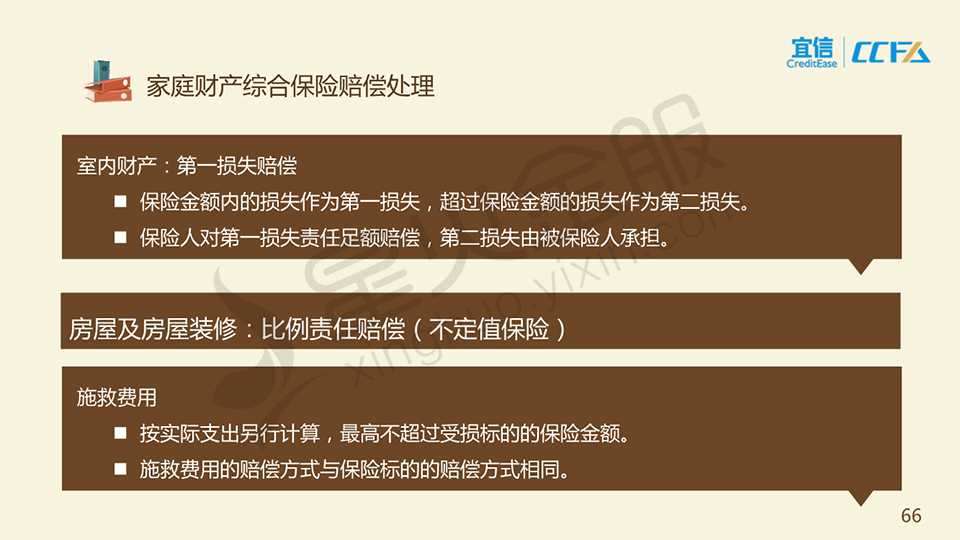 宜信
CreditEase
CCFA
家庭财产综合保险赔偿处理
室内财产：第一损失赔偿
■ 保险金额内的损失作为第一损失，超过保险金额的损失作为第二损失。
■ 保险人对第一损失责任足额赔偿，第二损失由被保险人承担。
房屋及房屋装修：比例责任赔偿（不定值保险）
施救费用
■ 按实际支出另行计算，最高不超过受损标的的保险金额。
■ 施救费用的赔偿方式与保险标的的赔偿方式相同。
星火金服
xinghuo.yixin.com
66